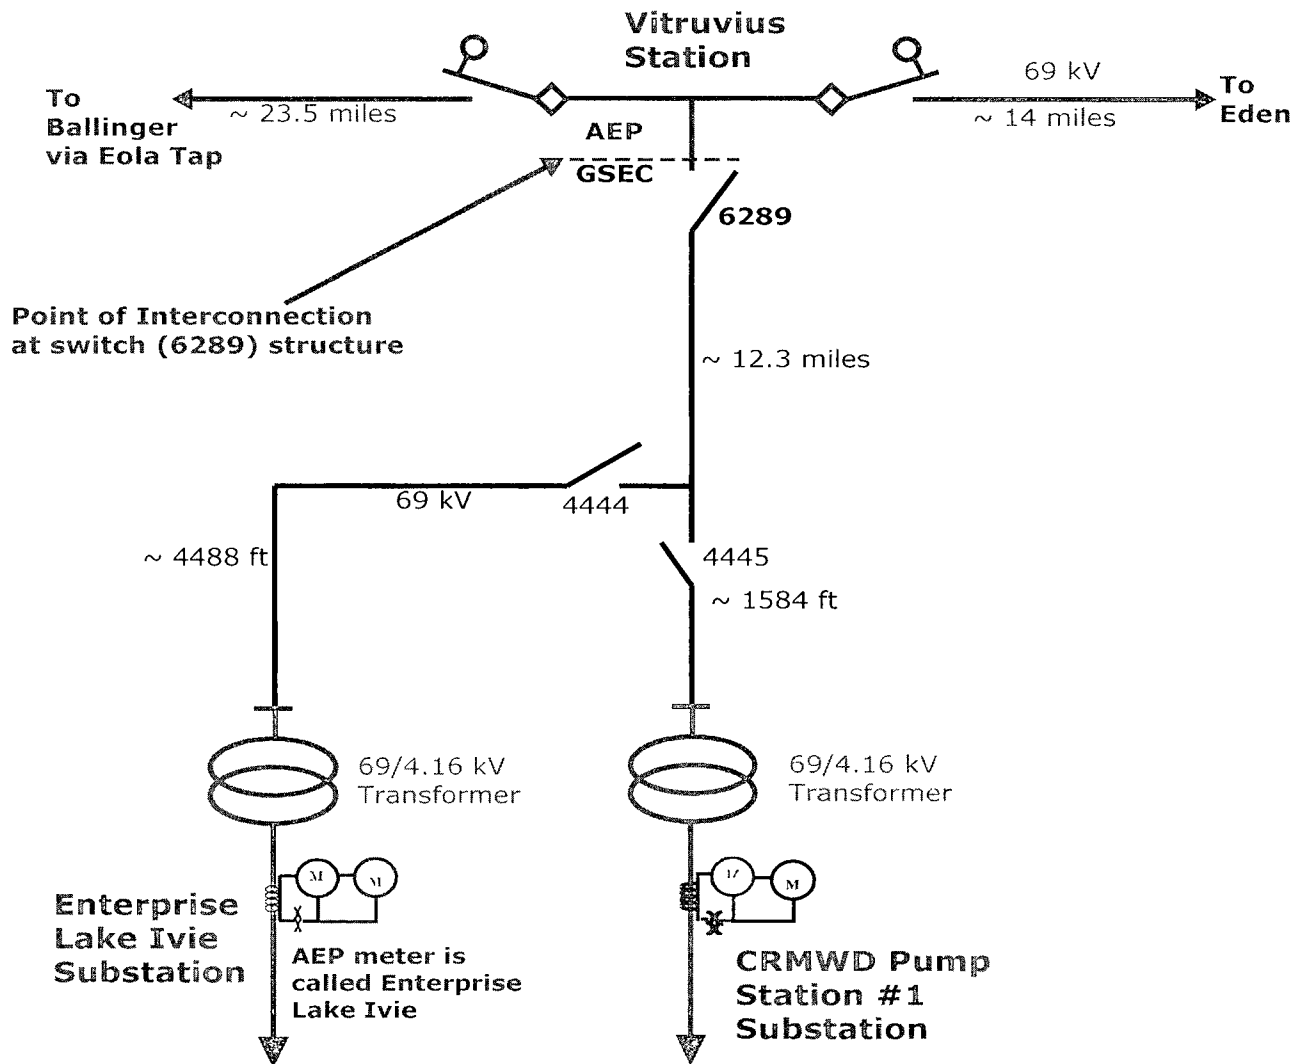 Vitruvius
Station
To
Ballinger
via Eola Tap
~ 23.5 miles
69 kV
~ 14 miles
To
Eden
AEP
GSEC
6289
Point of Interconnection
at switch (6289) structure
~ 12.3 miles
69 kV
4444
~ 4488 ft
4445
~ 1584 ft
69/4.16 kV
Transformer
69/4.16 kV
Transformer
M
M
M
Enterprise
Lake Ivie
Substation
AEP meter is
called Enterprise
Lake Ivie
CRMWD Pump
Station #1
Substation